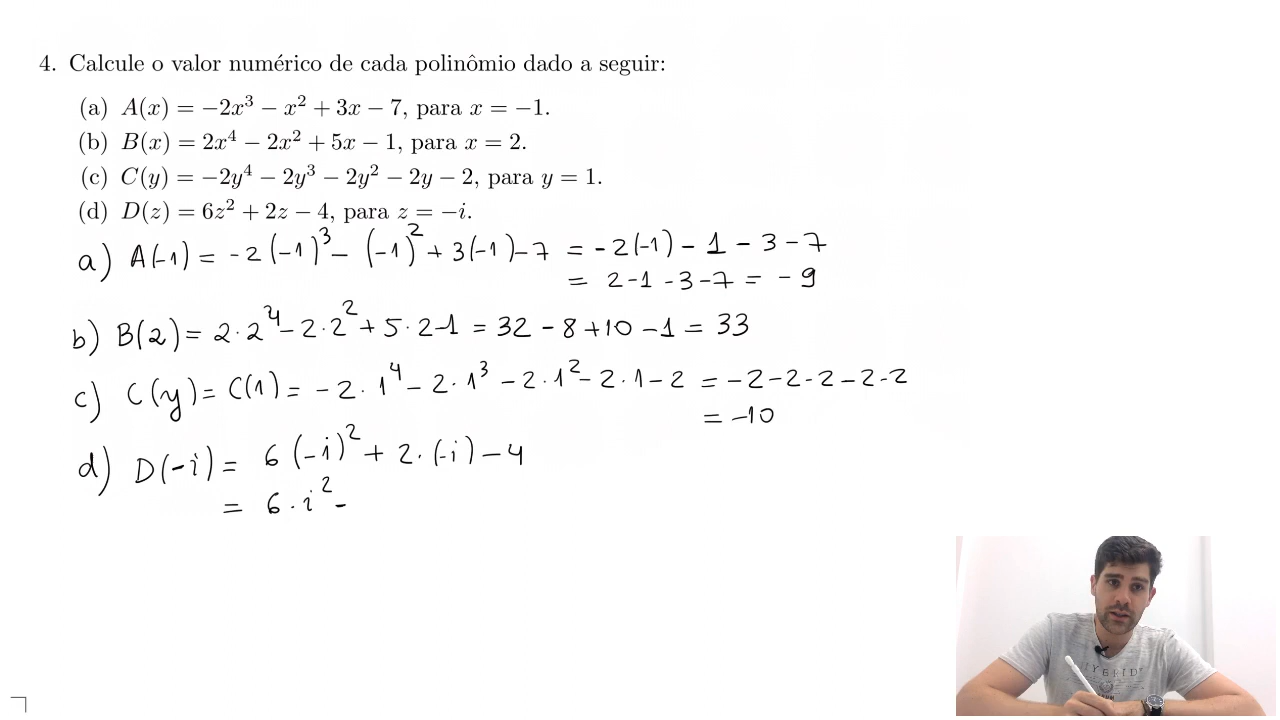 4. Calcule o valor numérico de cada polinômio dado a seguir:
(a) A(x) = −2x³ − x² + 3x − 7, para x = −1.
(b) B(x) = 2x⁴ − 2x² + 5x − 1, para x = 2.
(c) C(y) = −2y⁴ − 2y³ − 2y² − 2y − 2, para y = 1.
(d) D(z) = 6z² + 2z − 4, para z = −i.
a) A(-1) = -2(-1)³ - (-1)² + 3(-1) - 7 = -2(-1) - 1 - 3 - 7
= 2 - 1 - 3 - 7 = -9
b) B(2) = 2·2⁴ - 2·2² + 5·2-1 = 32 - 8 + 10 - 1 = 33
c) C(y) = C(1) = -2·1⁴ - 2·1³ - 2·1² - 2·1 - 2 = -2-2-2-2-2
= -10
d) D(-i) = 6(-i)² + 2·(-i) - 4
= 6·i² -